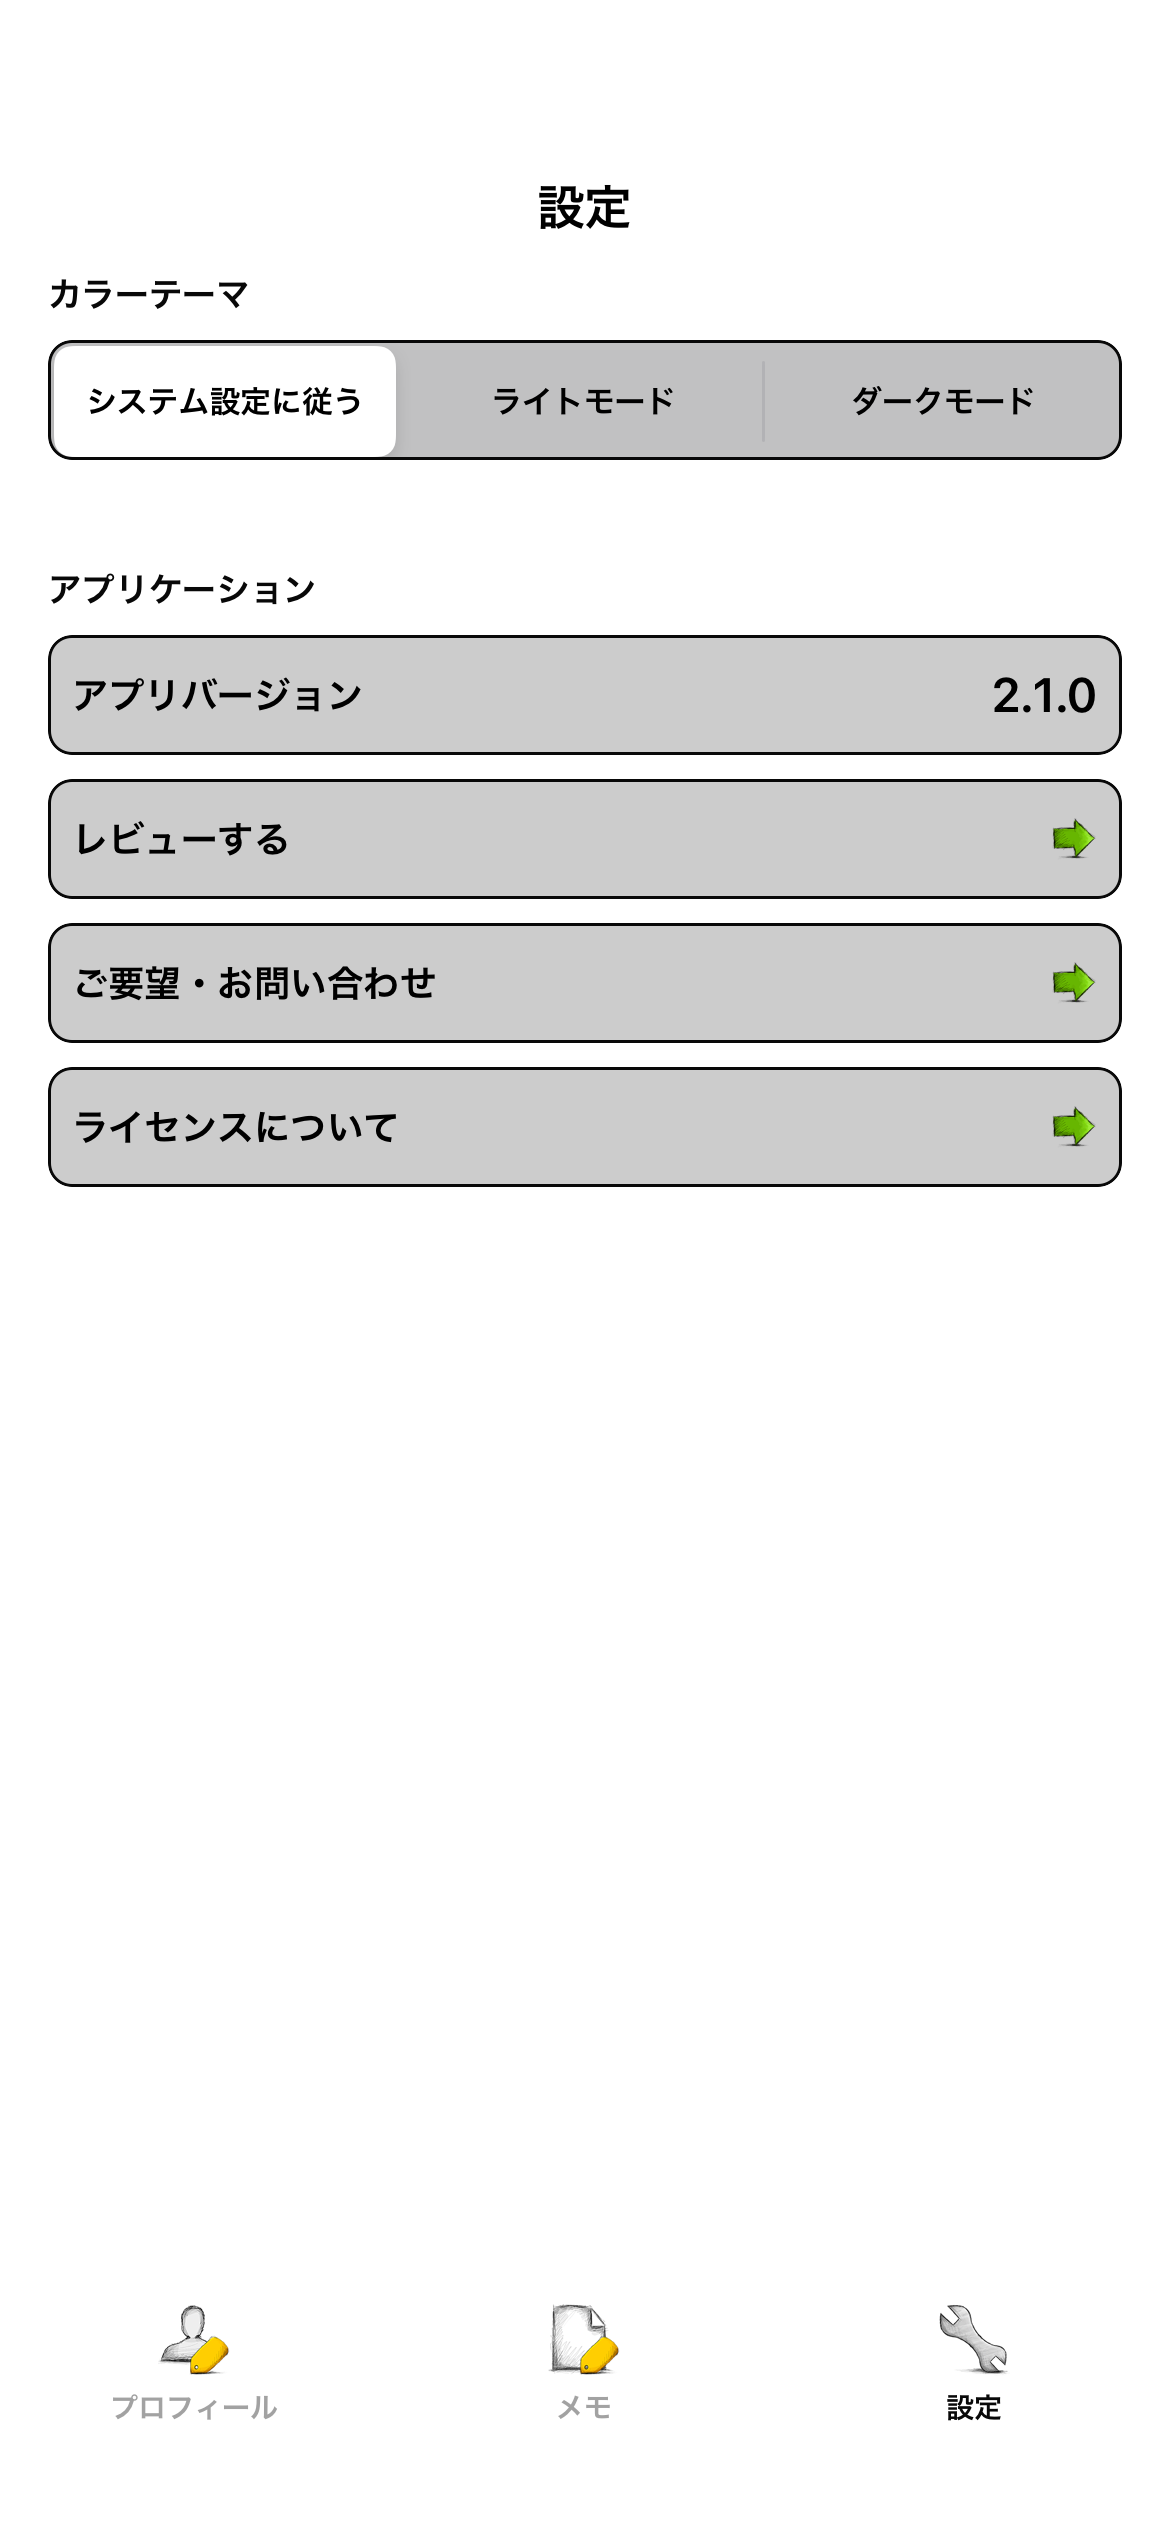 設定
カラーテーマ
システム設定に従う ライトモード ダークモード
アプリケーション
アプリバージョン 2.1.0
レビューする
ご要望・お問い合わせ
ライセンスについて
プロフィール メモ 設定